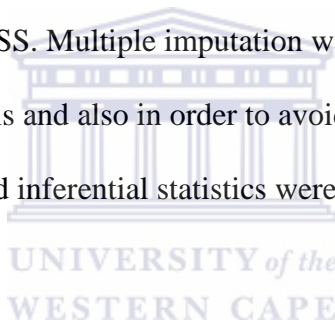 SS. Multiple imputation w
s and also in order to avoi
d inferential statistics were
UNIVERSITY of the
WESTERN CAPE